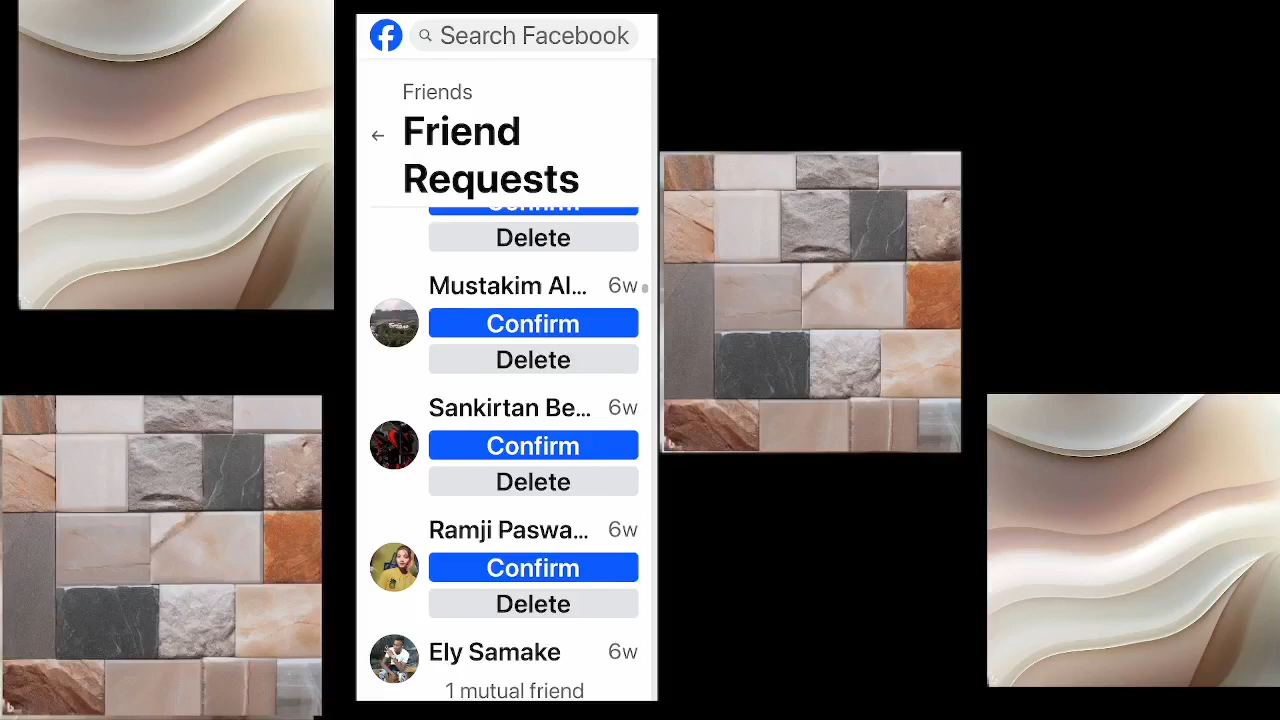 Search Facebook
Friends
Friend
Requests
Confirm
Delete
Mustakim Al... 6w
Confirm
Delete
Sankirtan Be... 6w
Confirm
Delete
Ramji Paswa... 6w
Confirm
Delete
Ely Samake 6w
1 mutual friend